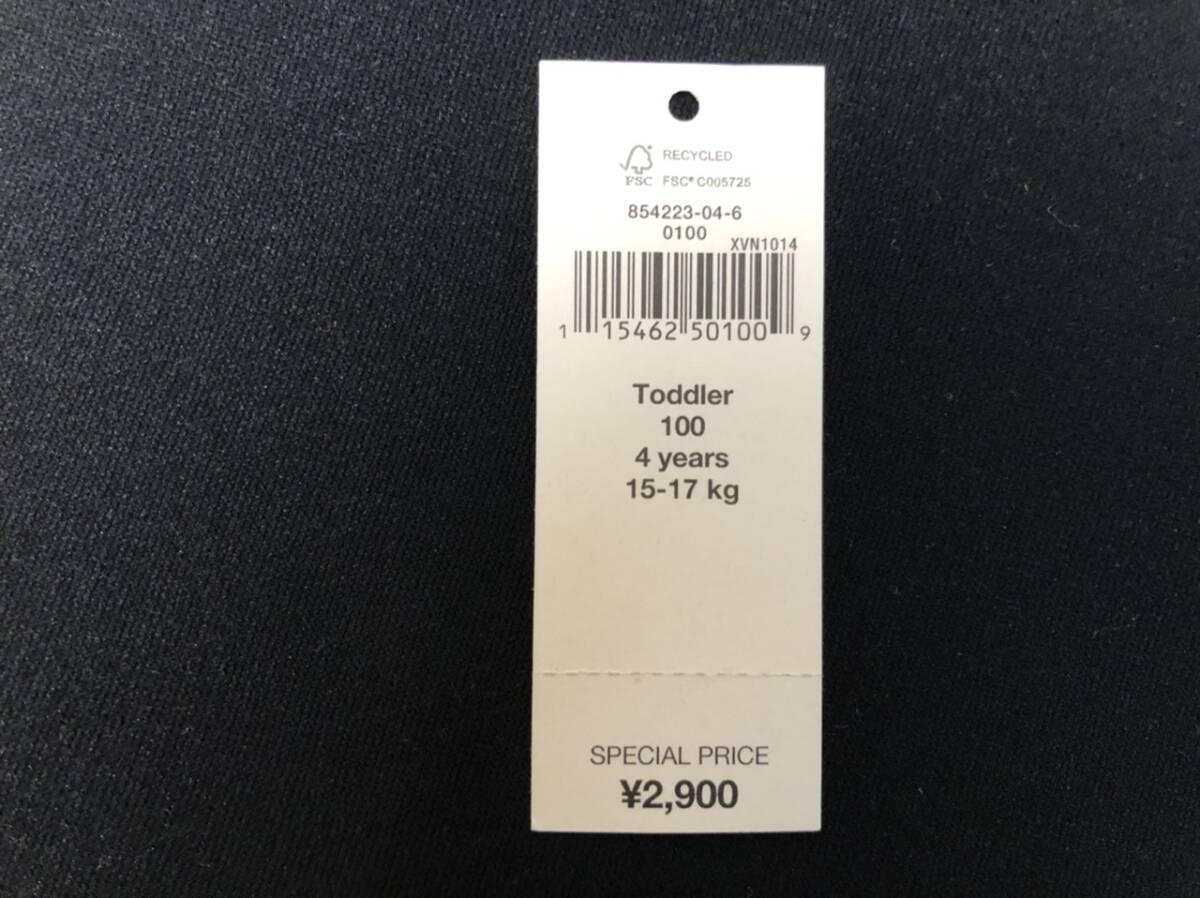 RECYCLED
FSC FSC® C005725
854223-04-6
0100
XVN1014
1 15462 50100 9
Toddler
100
4 years
15-17 kg
SPECIAL PRICE
¥2,900